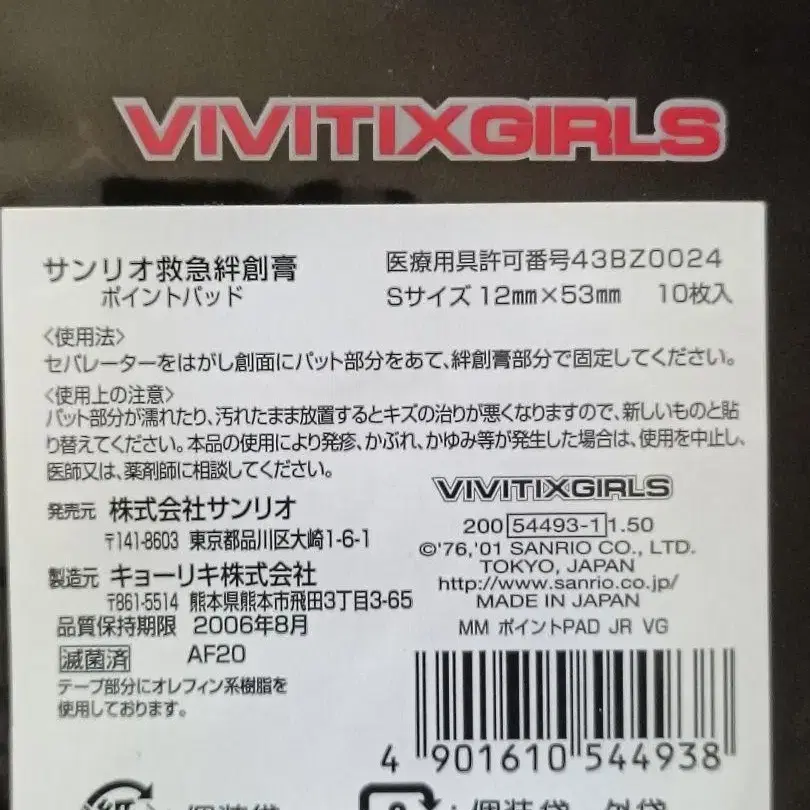 VIVITIXGIRLS
サンリオ救急絆創膏
ポイントパッド
医療用具許可番号43BZ0024
Sサイズ 12mm×53mm 10枚入
〈使用法〉
セパレーターをはがし創面にパット部分をあて、絆創膏部分で固定してください。
〈使用上の注意〉
パット部分が濡れたり、汚れたまま放置するとキズの治りが悪くなりますので、新しいものと貼
り替えてください。本品の使用により発疹、かぶれ、かゆみ等が発生した場合は、使用を中止し、
医師又は、薬剤師に相談してください。
発売元 株式会社サンリオ
〒141-8603 東京都品川区大崎1-6-1
製造元 キョーリキ株式会社
〒861-5514 熊本県熊本市飛田3丁目3-65
品質保持期限 2006年8月
滅菌済 AF20
テープ部分にオレフィン系樹脂を
使用しております。
VIVITIXGIRLS
200 54493-1 1.50
©'76,'01 SANRIO CO., LTD.
TOKYO, JAPAN
http://www.sanrio.co.jp/
MADE IN JAPAN
MM ポイントPAD JR VG
4 901610 544938